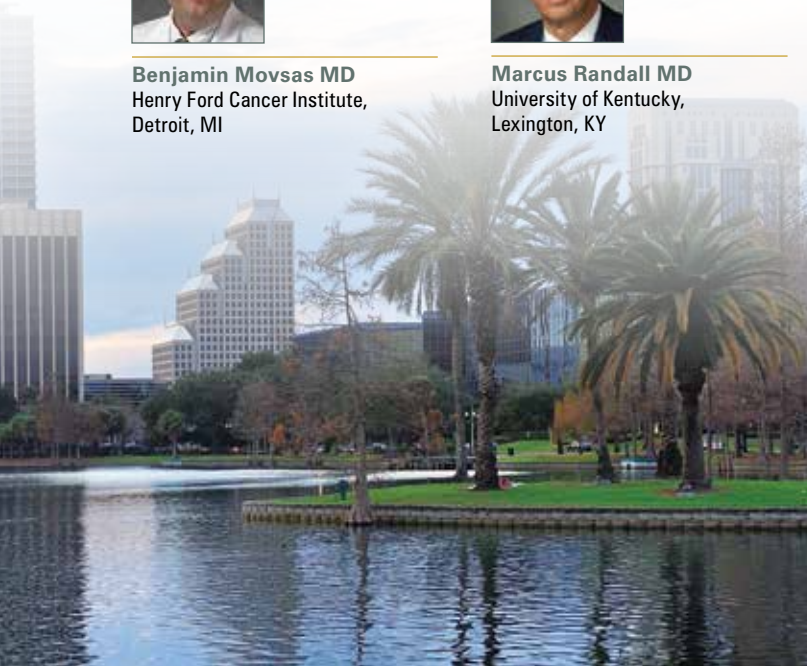 Benjamin Movsas MD
Henry Ford Cancer Institute,
Detroit, MI
Marcus Randall MD
University of Kentucky,
Lexington, KY